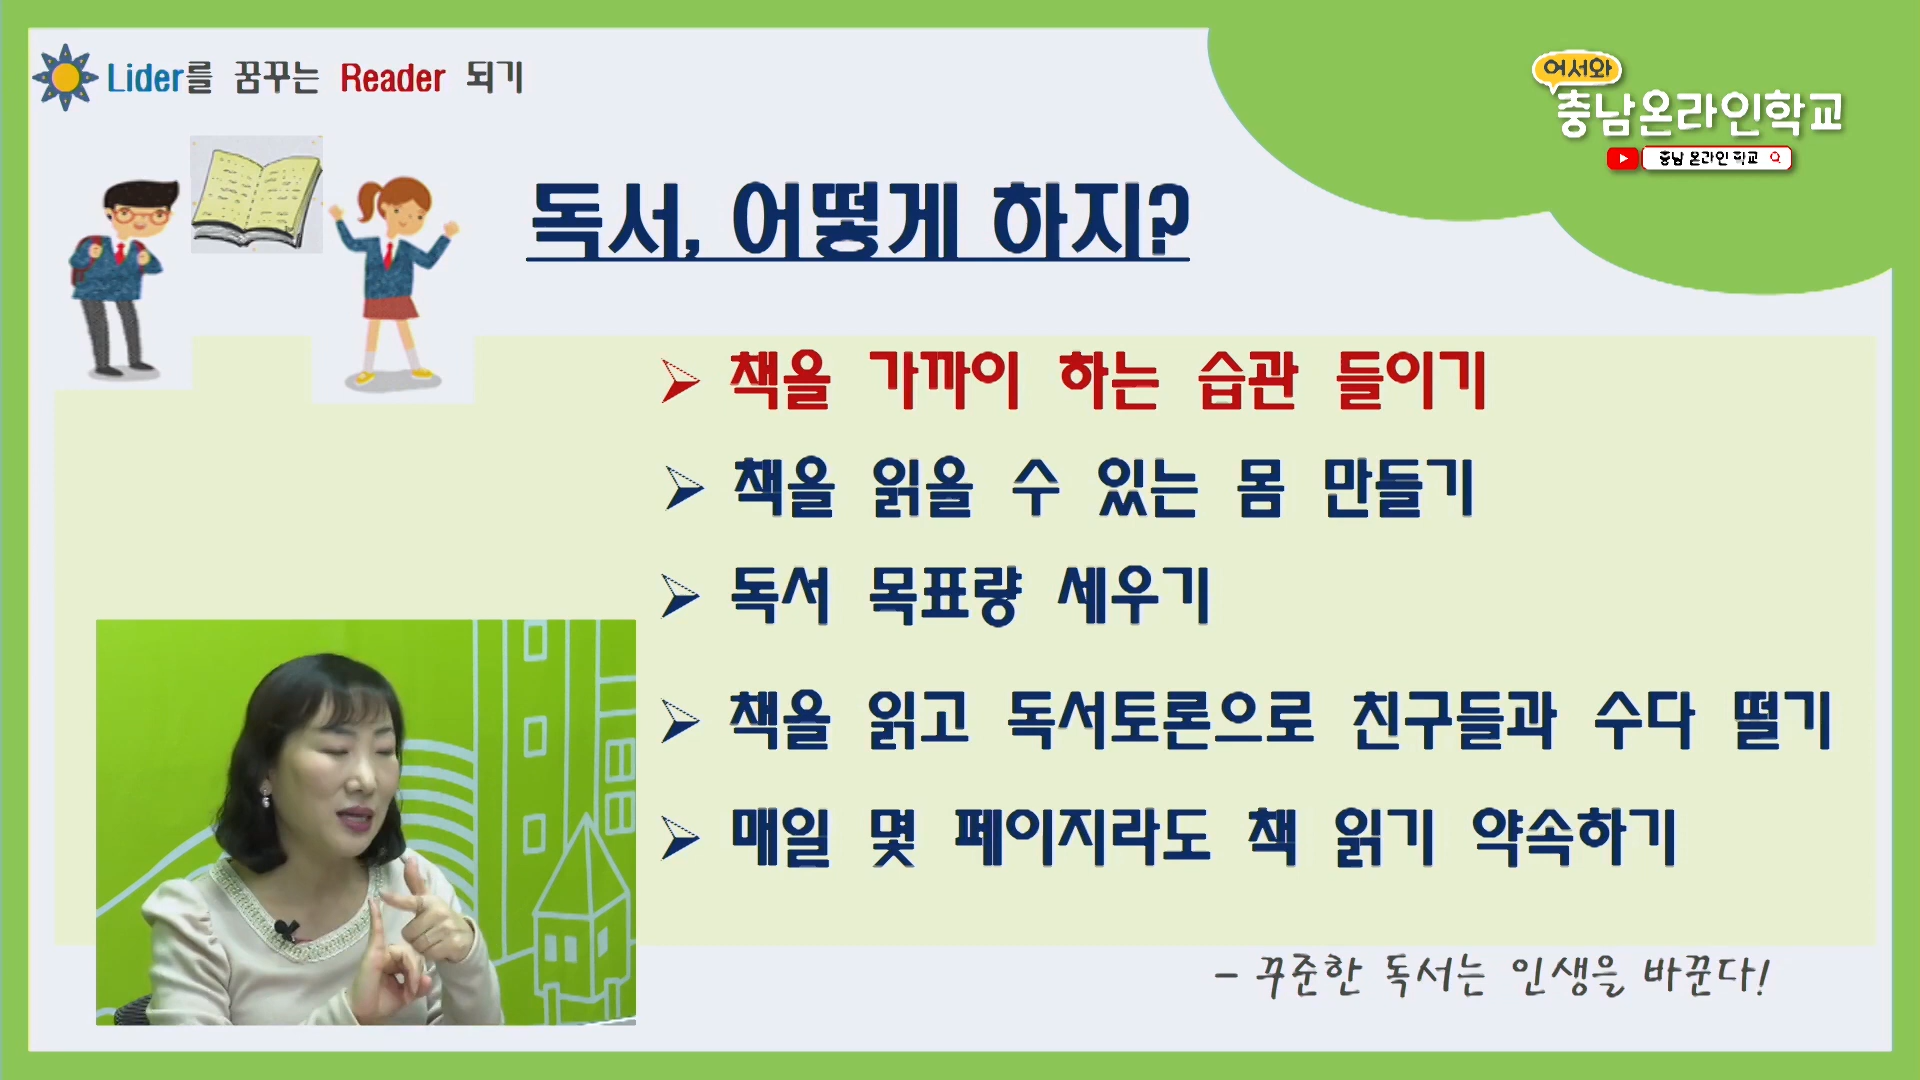 Lider를 꿈꾸는 Reader 되기
어서와
충남온라인학교
충남 온라인 학교
독서, 어떻게 하지?
책을 가까이 하는 습관 들이기
책을 읽을 수 있는 몸 만들기
독서 목표량 세우기
책을 읽고 독서토론으로 친구들과 수다 떨기
매일 몇 페이지라도 책 읽기 약속하기
- 꾸준한 독서는 인생을 바꾼다!